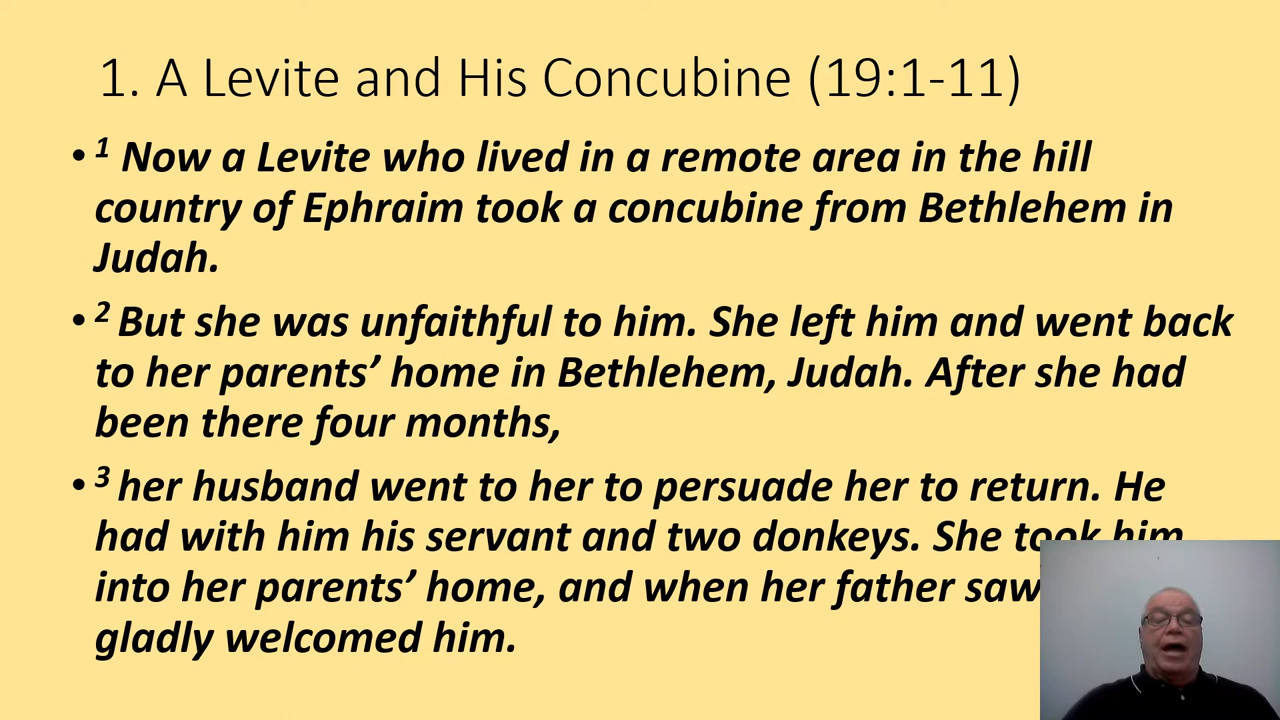 1. A Levite and His Concubine (19:1-11)
• 1 Now a Levite who lived in a remote area in the hill
country of Ephraim took a concubine from Bethlehem in
Judah.
• 2 But she was unfaithful to him. She left him and went back
to her parents’ home in Bethlehem, Judah. After she had
been there four months,
• 3 her husband went to her to persuade her to return. He
had with him his servant and two donkeys. She took him
into her parents’ home, and when her father saw
gladly welcomed him.